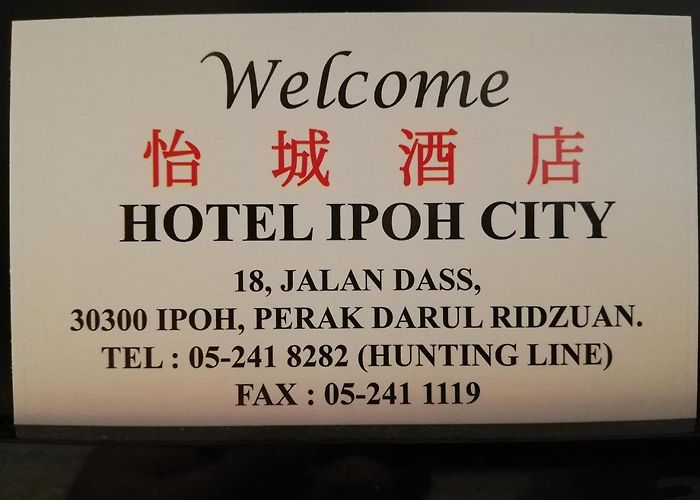 Welcome
怡城酒店
HOTEL IPOH CITY
18, JALAN DASS,
30300 IPOH, PERAK DARUL RIDZUAN.
TEL : 05-241 8282 (HUNTING LINE)
FAX : 05-241 1119